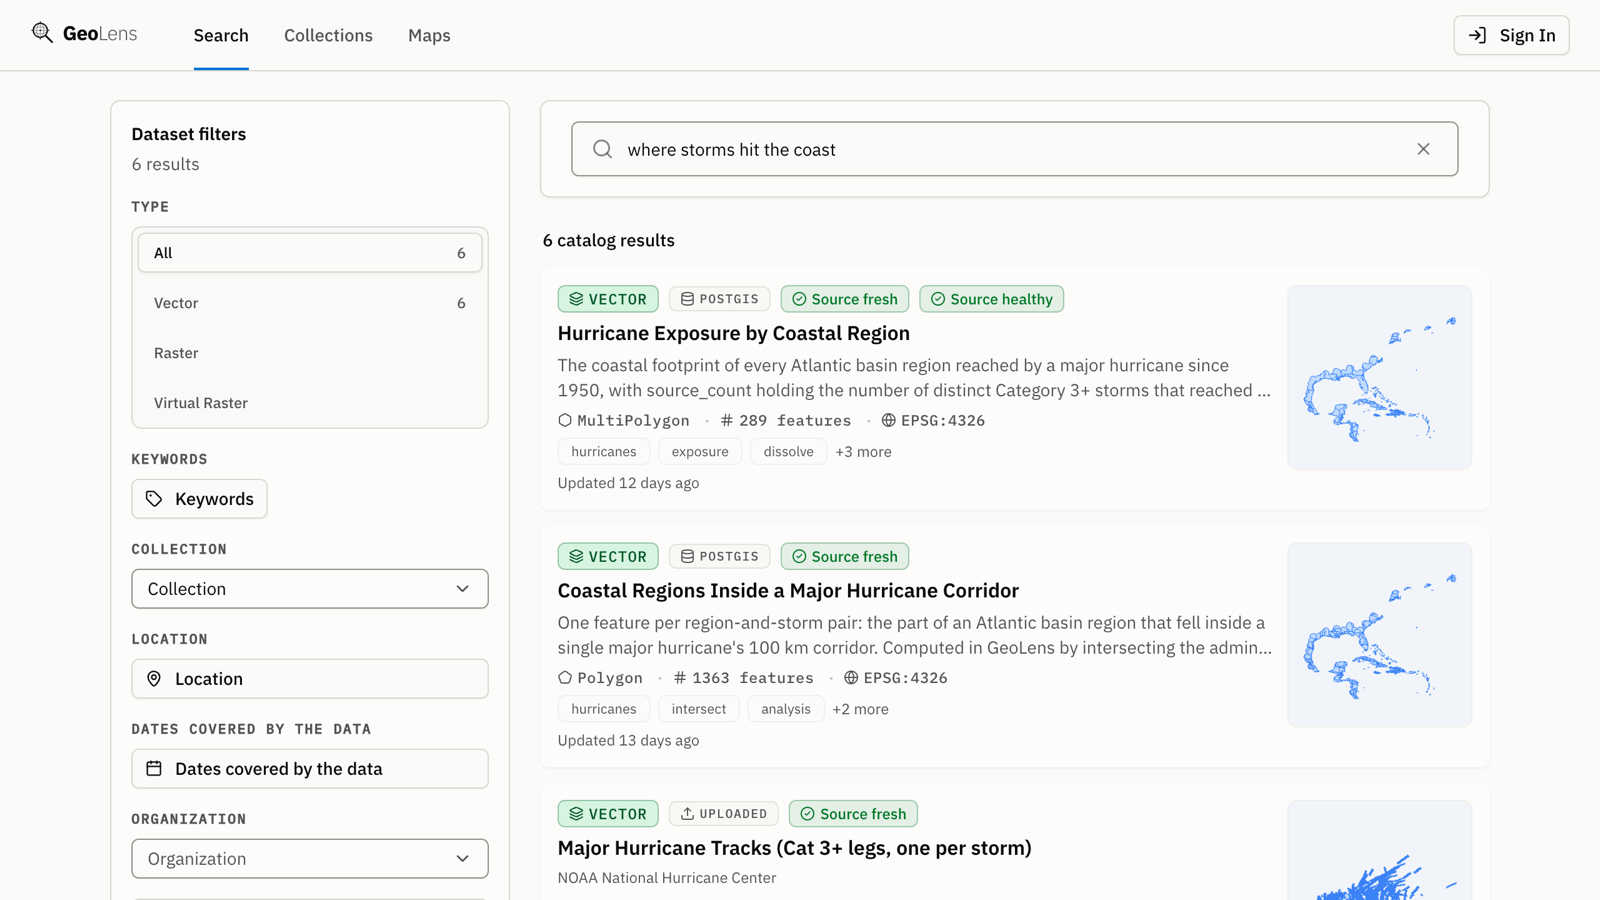 GeoLens
Search
Collections
Maps
Sign In
Dataset filters
6 results
TYPE
All 6
Vector 6
Raster
Virtual Raster
KEYWORDS
Keywords
COLLECTION
Collection
LOCATION
Location
DATES COVERED BY THE DATA
Dates covered by the data
ORGANIZATION
Organization
where storms hit the coast
6 catalog results
VECTOR POSTGIS Source fresh Source healthy
Hurricane Exposure by Coastal Region
The coastal footprint of every Atlantic basin region reached by a major hurricane since
1950, with source_count holding the number of distinct Category 3+ storms that reached ...
MultiPolygon · # 289 features · EPSG:4326
hurricanes exposure dissolve +3 more
Updated 12 days ago
VECTOR POSTGIS Source fresh
Coastal Regions Inside a Major Hurricane Corridor
One feature per region-and-storm pair: the part of an Atlantic basin region that fell inside a
single major hurricane's 100 km corridor. Computed in GeoLens by intersecting the admin...
Polygon · # 1363 features · EPSG:4326
hurricanes intersect analysis +2 more
Updated 13 days ago
VECTOR UPLOADED Source fresh
Major Hurricane Tracks (Cat 3+ legs, one per storm)
NOAA National Hurricane Center